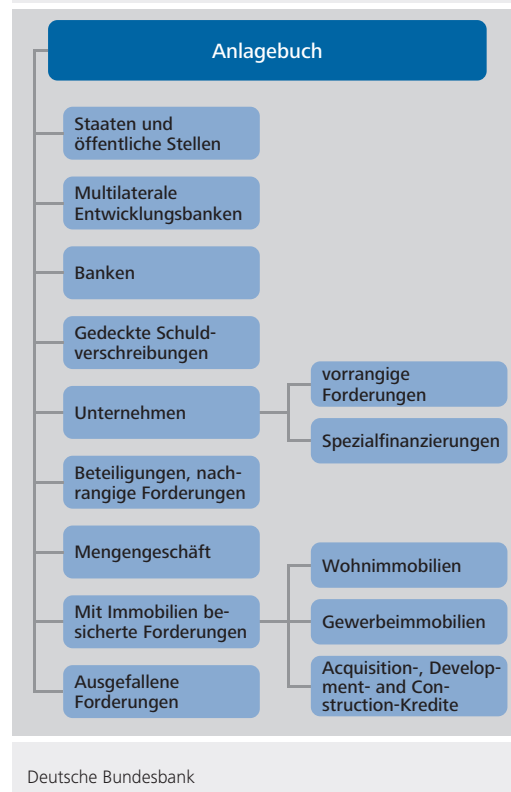 Anlagebuch
Staaten und
öffentliche Stellen
Multilaterale
Entwicklungsbanken
Banken
Gedeckte Schuld-
verschreibungen
Unternehmen
vorrangige
Forderungen
Spezialfinanzierungen
Beteiligungen, nach-
rangige Forderungen
Mengengeschäft
Mit Immobilien be-
sicherte Forderungen
Wohnimmobilien
Gewerbeimmobilien
Acquisition-, Develop-
ment- and Con-
struction-Kredite
Ausgefallene
Forderungen
Deutsche Bundesbank